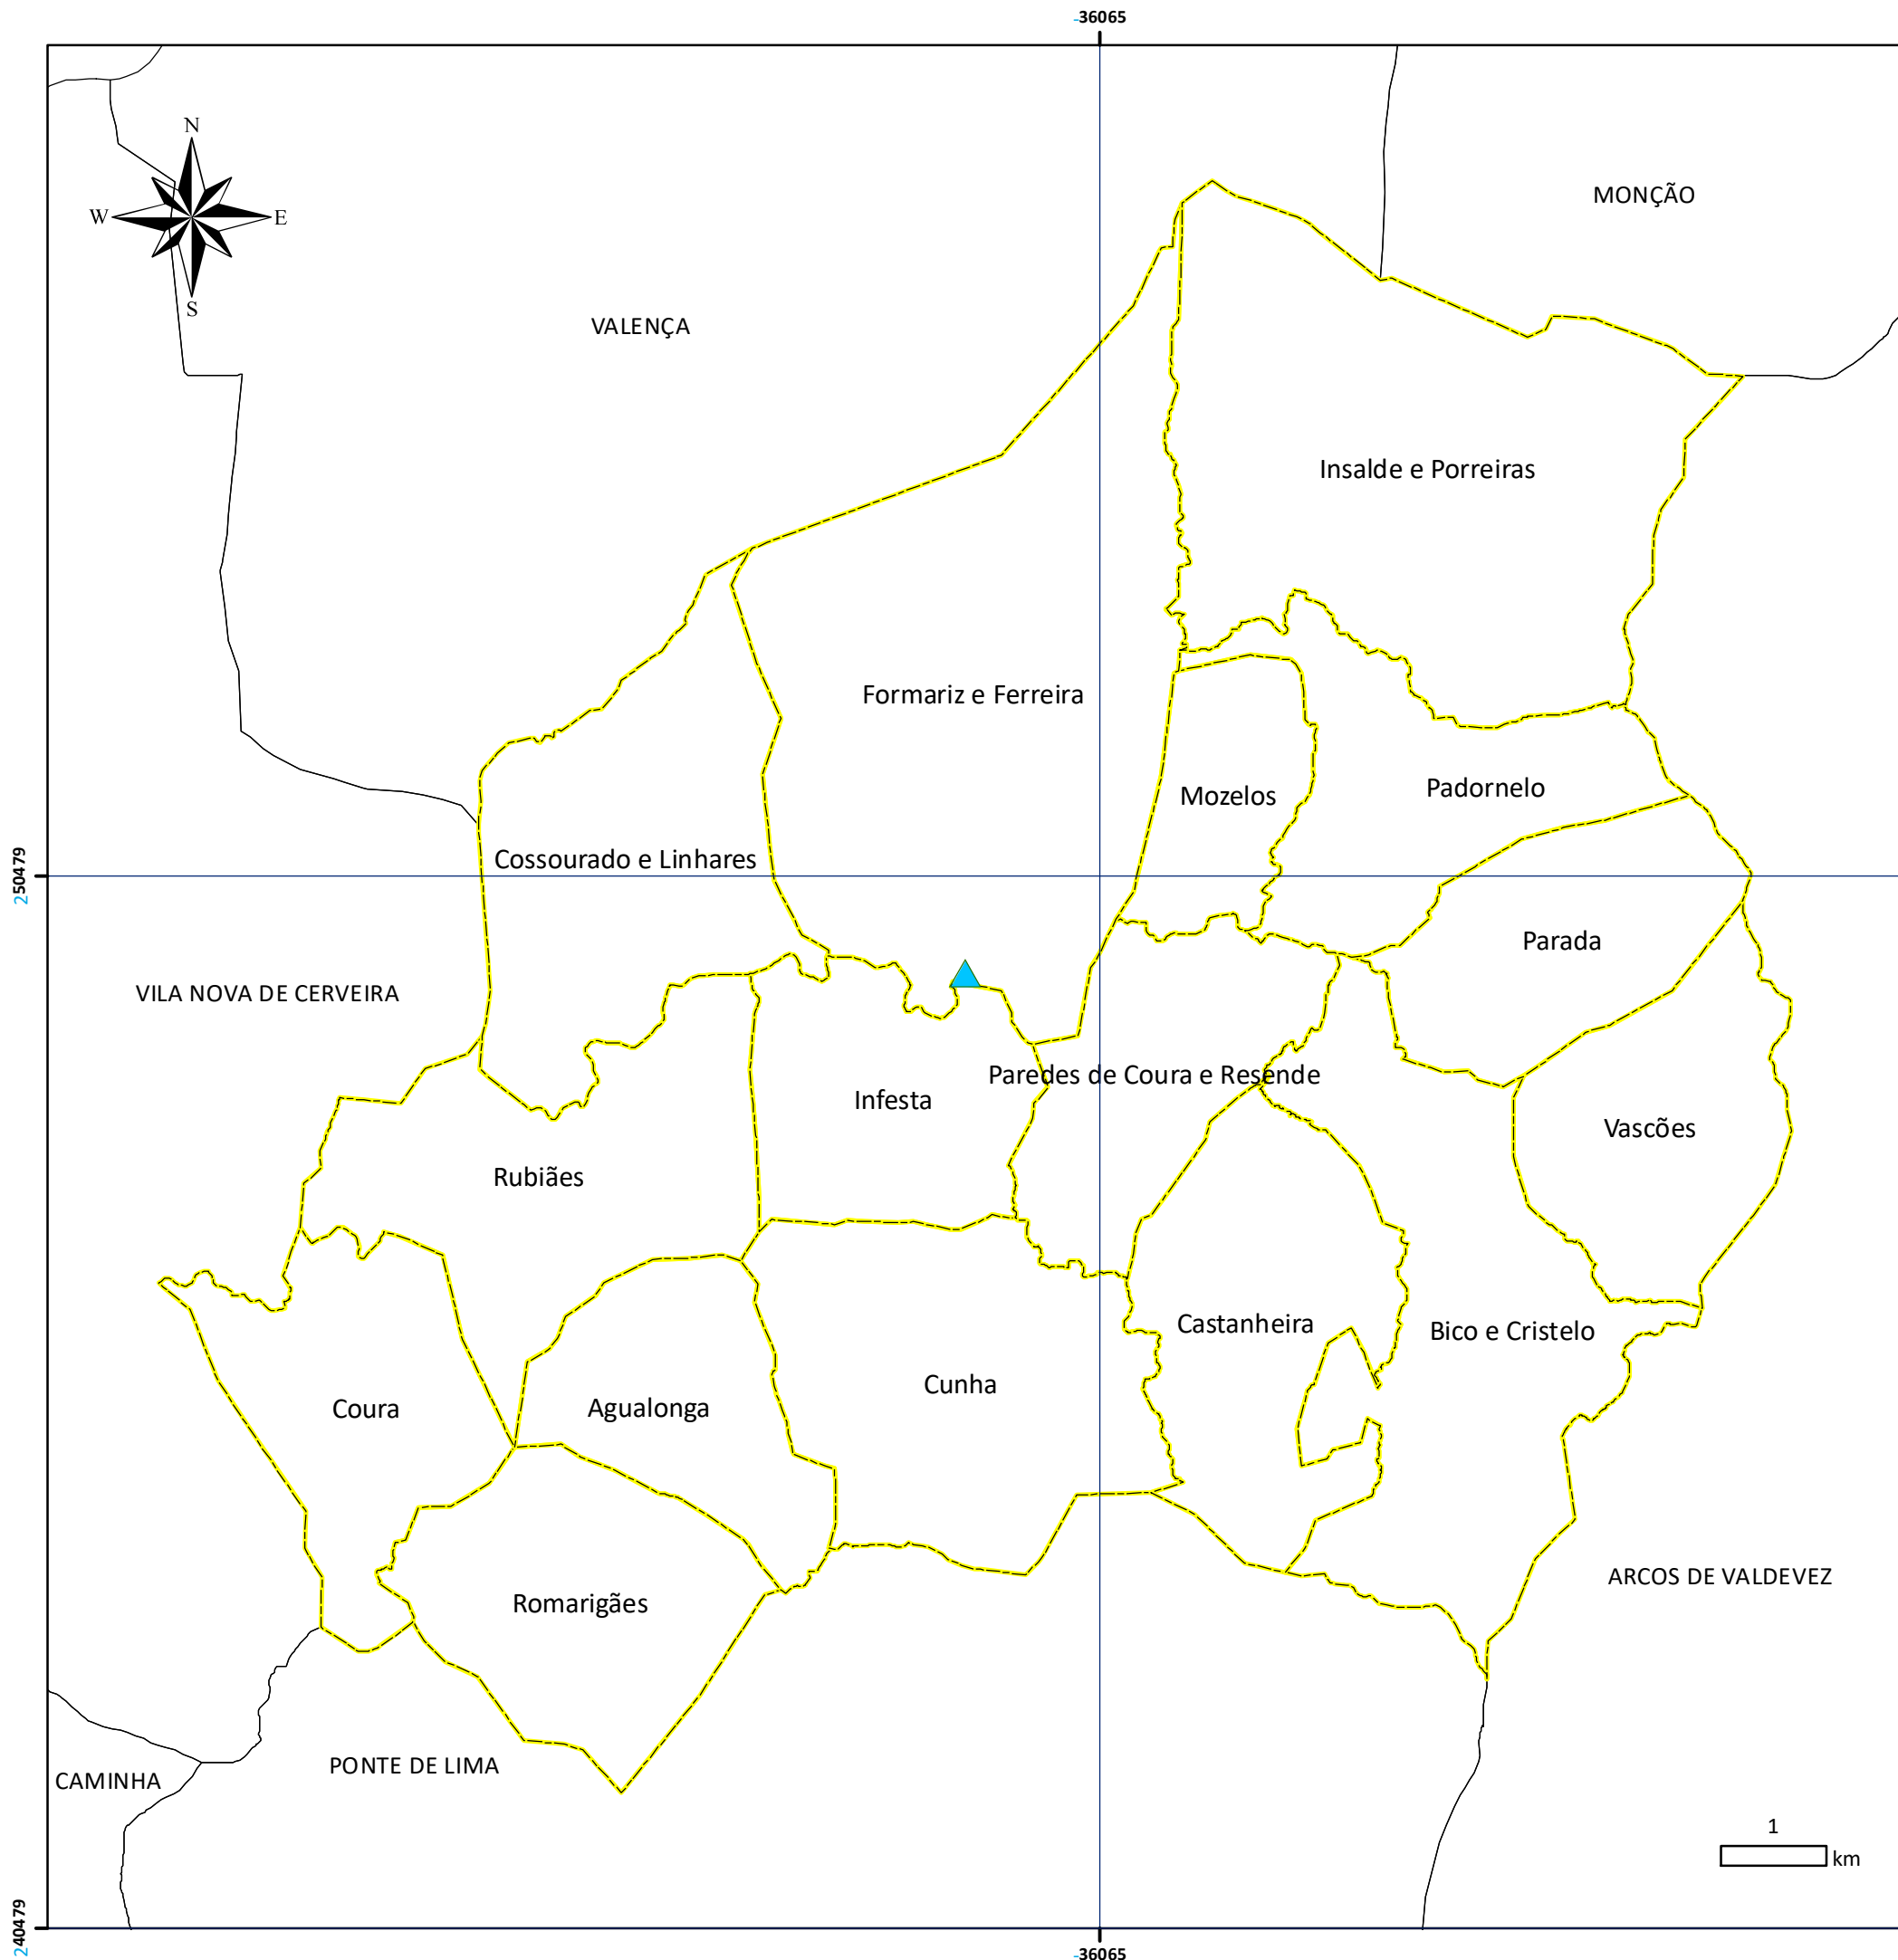 -36065
N
MONÇÃO
W
E
S
VALENÇA
Insalde e Porreiras
Formariz e Ferreira
Padornelo
Mozelos
Cossourado e Linhares
250479
Parada
VILA NOVA DE CERVEIRA
Paredes de Coura e Resende
Infesta
Vascões
Rubiães
Castanheira
Bico e Cristelo
Cunha
Coura
Agualonga
ARCOS DE VALDEVEZ
Romarigães
PONTE DE LIMA
CAMINHA
1
km
240479
-36065